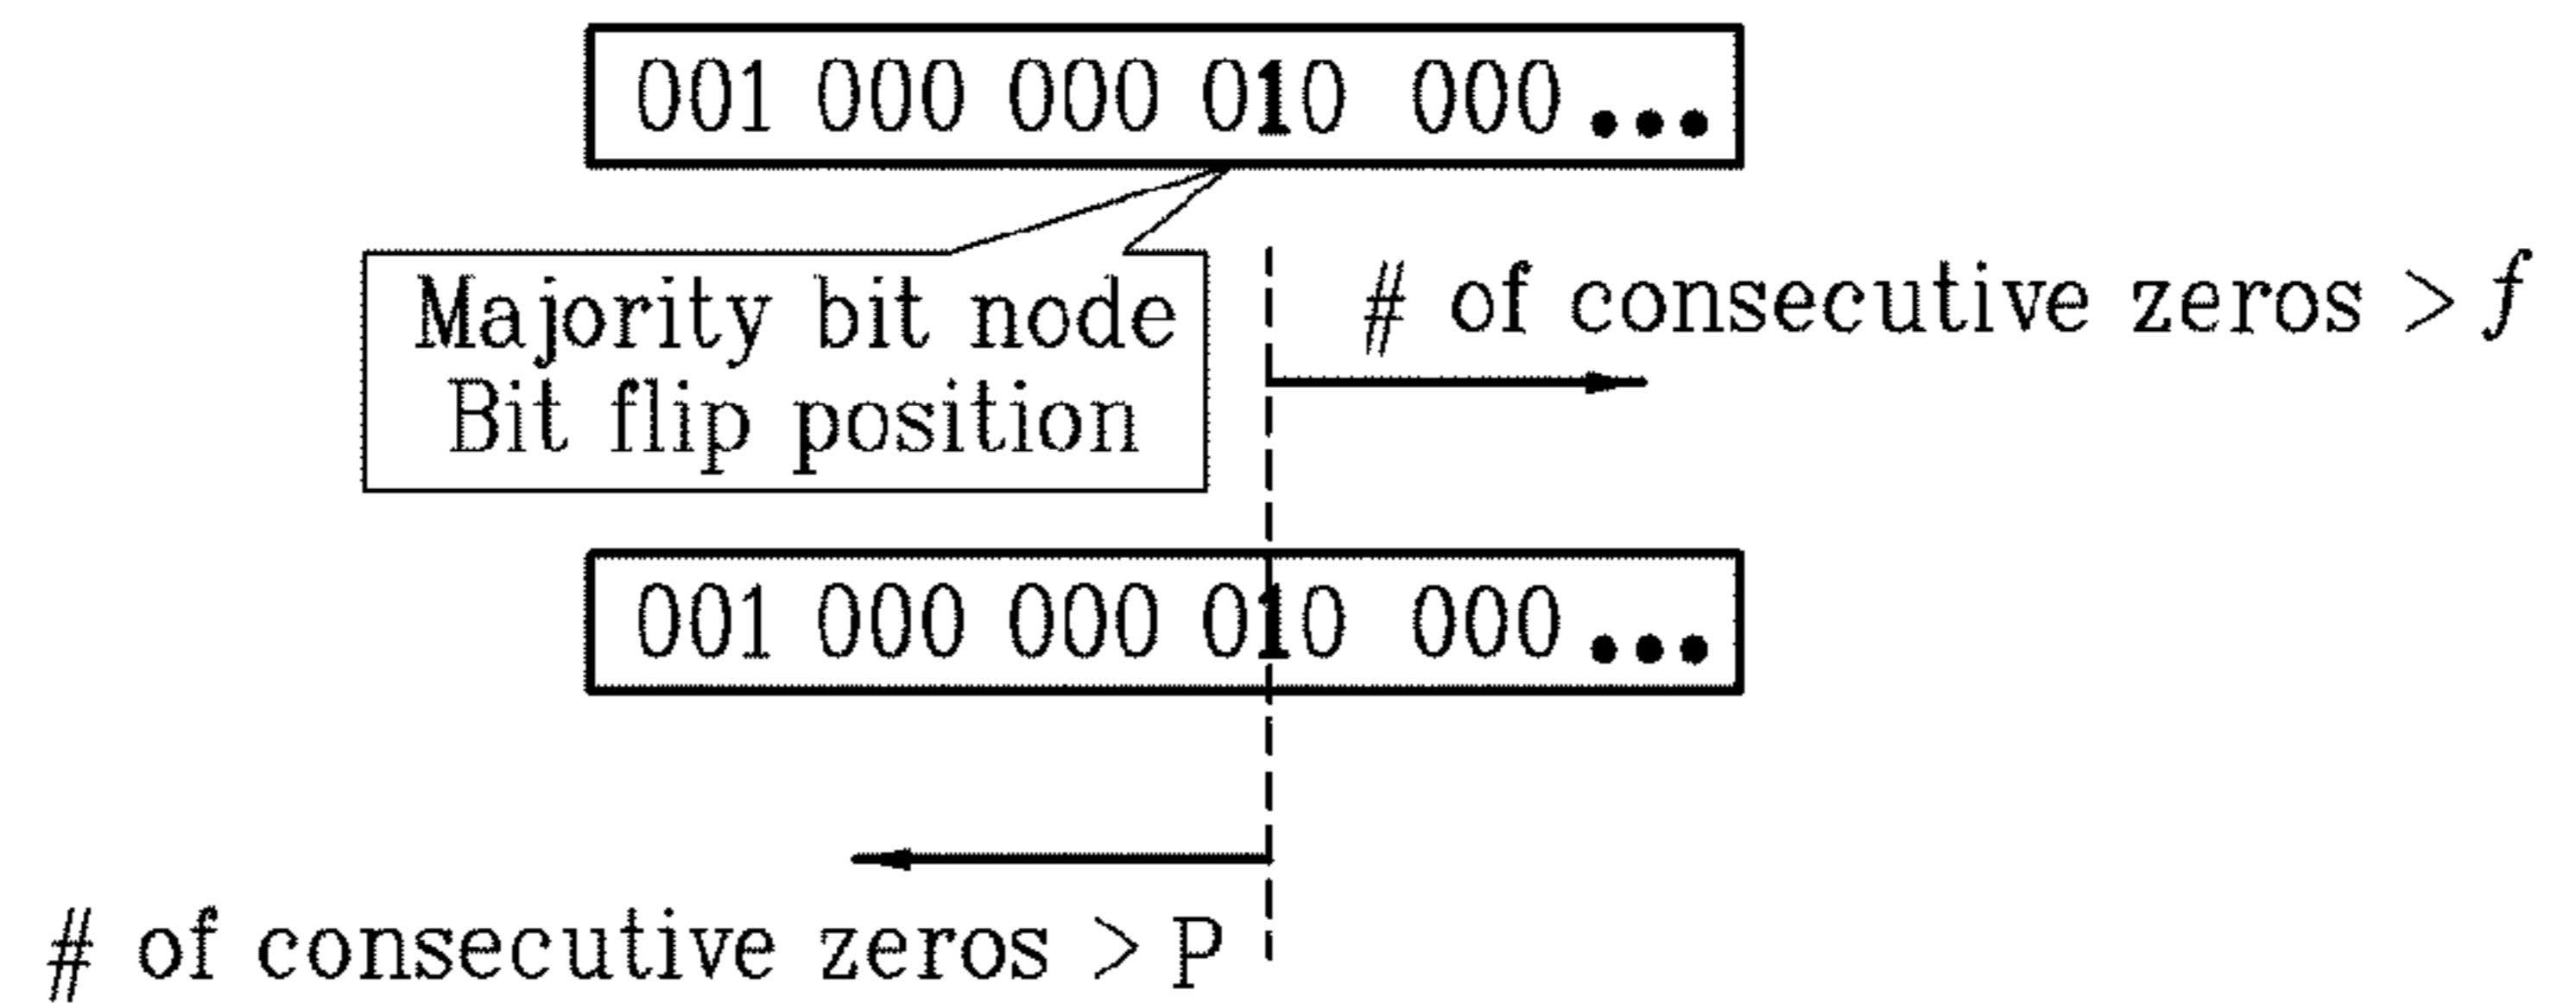 001 000 000 010 000...
Majority bit node
Bit flip position
# of consecutive zeros > f
001 000 000 010 000...
# of consecutive zeros > P